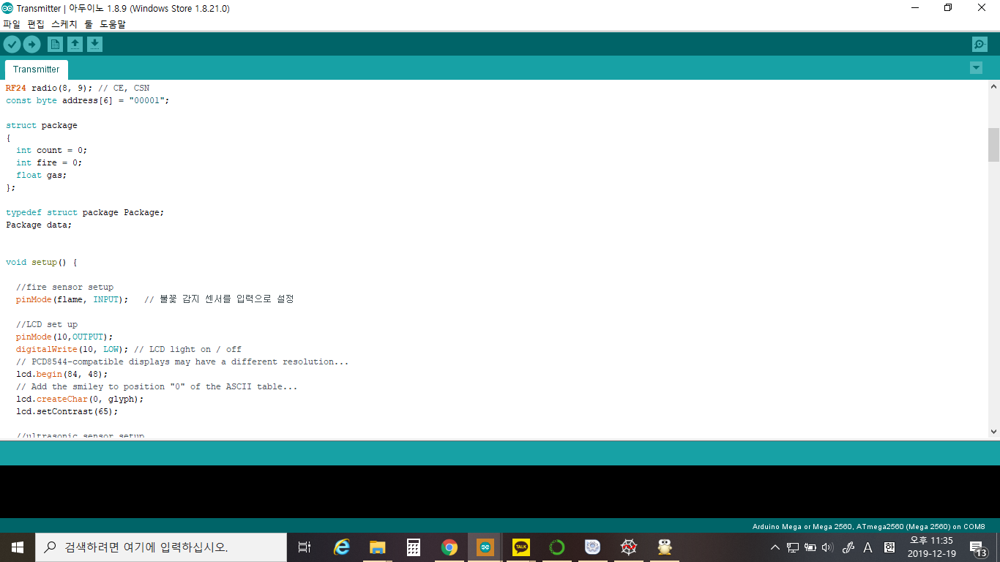 Transmitter | 아두이노 1.8.9 (Windows Store 1.8.21.0)
파일 편집 스케치 툴 도움말
Transmitter
RF24 radio(8, 9); // CE, CSN
const byte address[6] = "00001";
struct package
{
int count = 0;
int fire = 0;
float gas;
};
typedef struct package Package;
Package data;
void setup() {
//fire sensor setup
pinMode(flame, INPUT); // 불꽃 감지 센서를 입력으로 설정
//LCD set up
pinMode(10,OUTPUT);
digitalWrite(10, LOW); // LCD light on / off
// PCD8544-compatible displays may have a different resolution...
lcd.begin(84, 48);
// Add the smiley to position "0" of the ASCII table...
lcd.createChar(0, glyph);
lcd.setContrast(65);
//ultrasonic sensor setup
Arduino Mega or Mega 2560, ATmega2560 (Mega 2560) on COM8
검색하려면 여기에 입력하십시오.
TALK
A
한
오후 11:35
2019-12-19
13